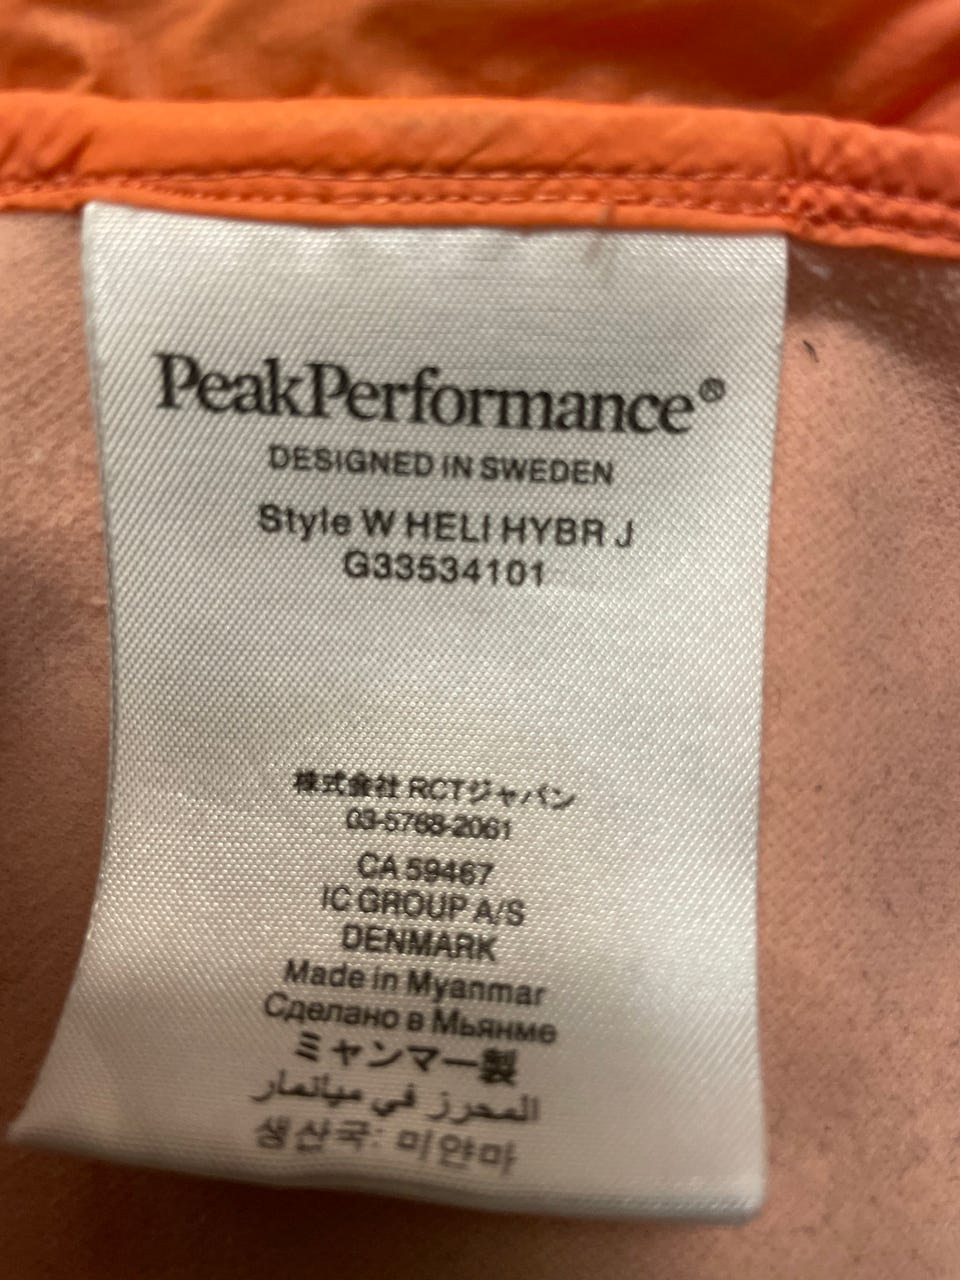 PeakPerformance®
DESIGNED IN SWEDEN
Style W HELI HYBR J
G33534101
株式会社 RCTジャパン
03-5768-2061
CA 59467
IC GROUP A/S
DENMARK
Made in Myanmar
Сделано в Мьянме
ミャンマー製
المحرز في ميانمار
생산국: 미얀마